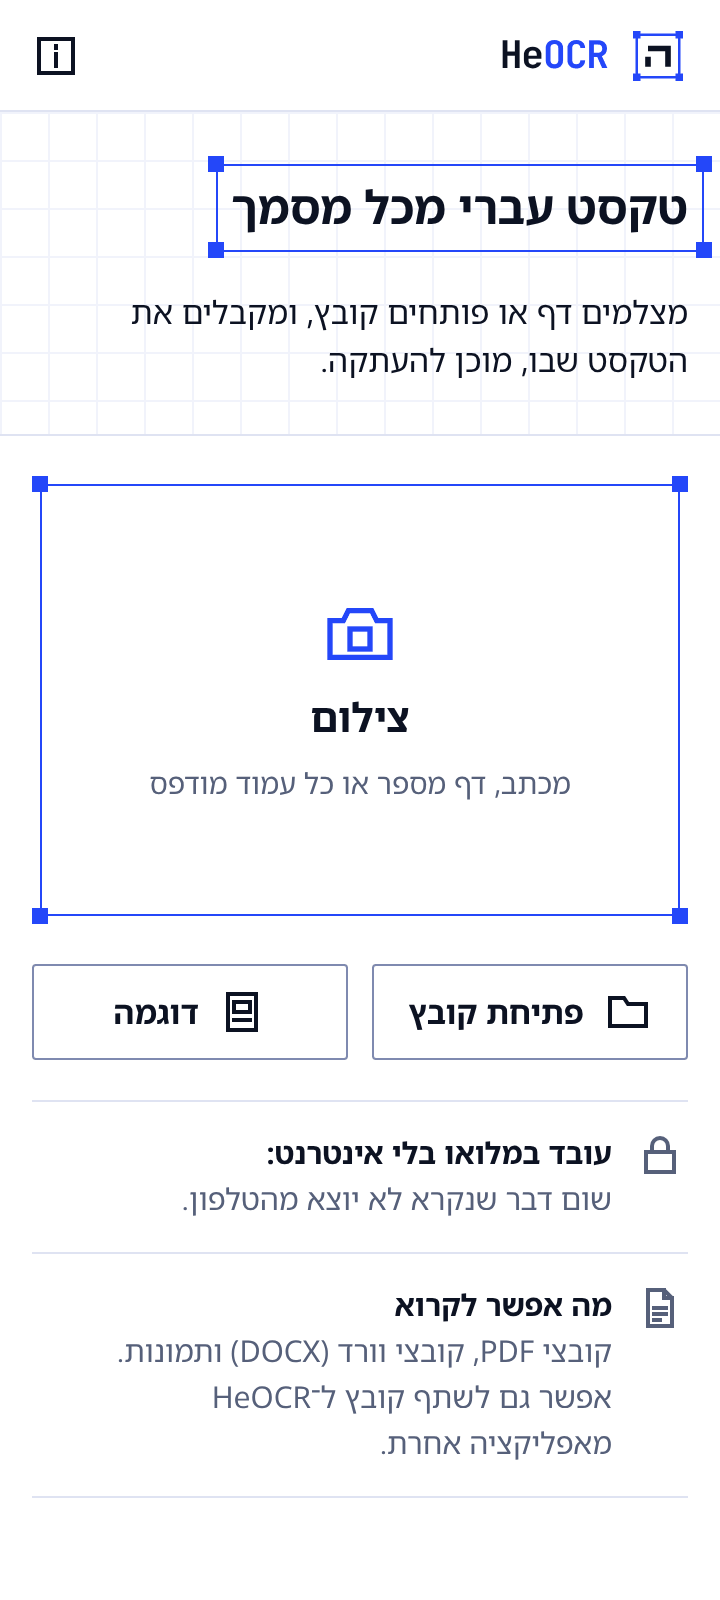 HeOCR
ה
טקסט עברי מכל מסמך
מצלמים דף או פותחים קובץ, ומקבלים את
הטקסט שבו, מוכן להעתקה.
צילום
מכתב, דף מספר או כל עמוד מודפס
פתיחת קובץ
דוגמה
עובד במלואו בלי אינטרנט:
שום דבר שנקרא לא יוצא מהטלפון.
מה אפשר לקרוא
קובצי PDF, קובצי וורד (DOCX) ותמונות.
אפשר גם לשתף קובץ ל־HeOCR
מאפליקציה אחרת.